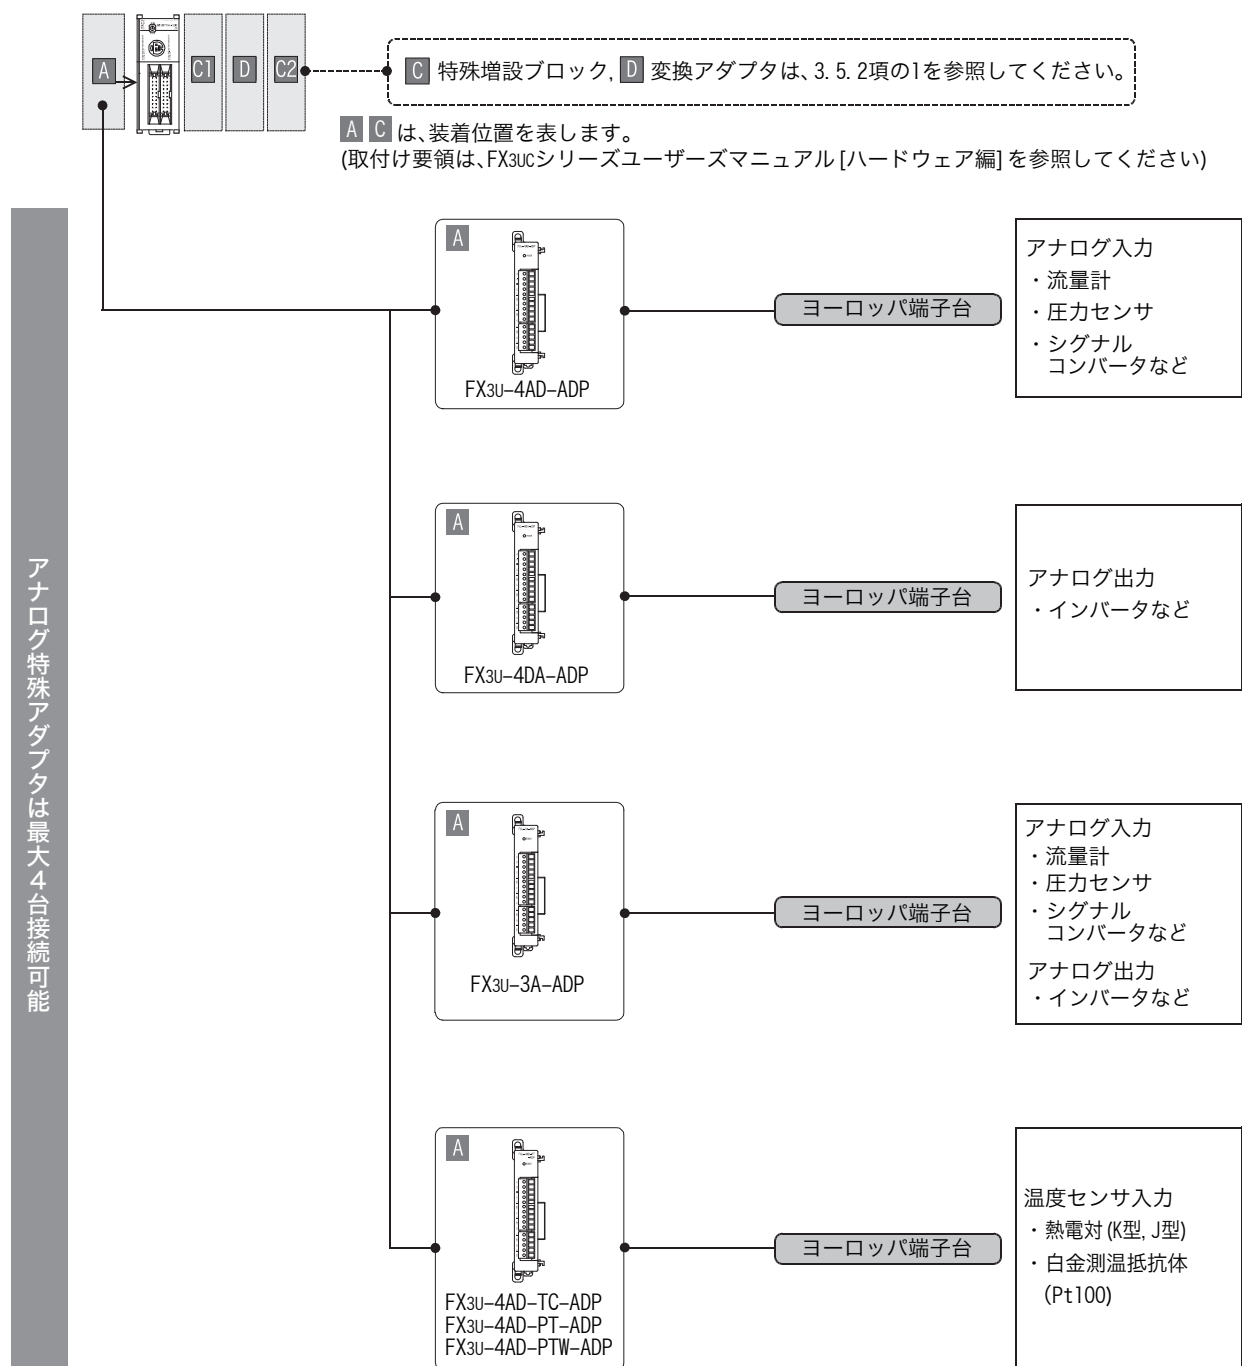 A
C1
D
C2
C 特殊増設ブロック, D 変換アダプタは、3. 5. 2項の1を参照してください。
A C は、装着位置を表します。
(取付け要領は、FX3UCシリーズユーザーズマニュアル [ハードウェア編] を参照してください)
アナログ特殊アダプタは最大4台接続可能
A
FX3U-4AD-ADP
ヨーロッパ端子台
アナログ入力
・流量計
・圧力センサ
・シグナル
コンバータなど
A
FX3U-4DA-ADP
ヨーロッパ端子台
アナログ出力
・インバータなど
A
FX3U-3A-ADP
ヨーロッパ端子台
アナログ入力
・流量計
・圧力センサ
・シグナル
コンバータなど
アナログ出力
・インバータなど
A
FX3U-4AD-TC-ADP
FX3U-4AD-PT-ADP
FX3U-4AD-PTW-ADP
ヨーロッパ端子台
温度センサ入力
・熱電対 (K型, J型)
・白金測温抵抗体
(Pt100)